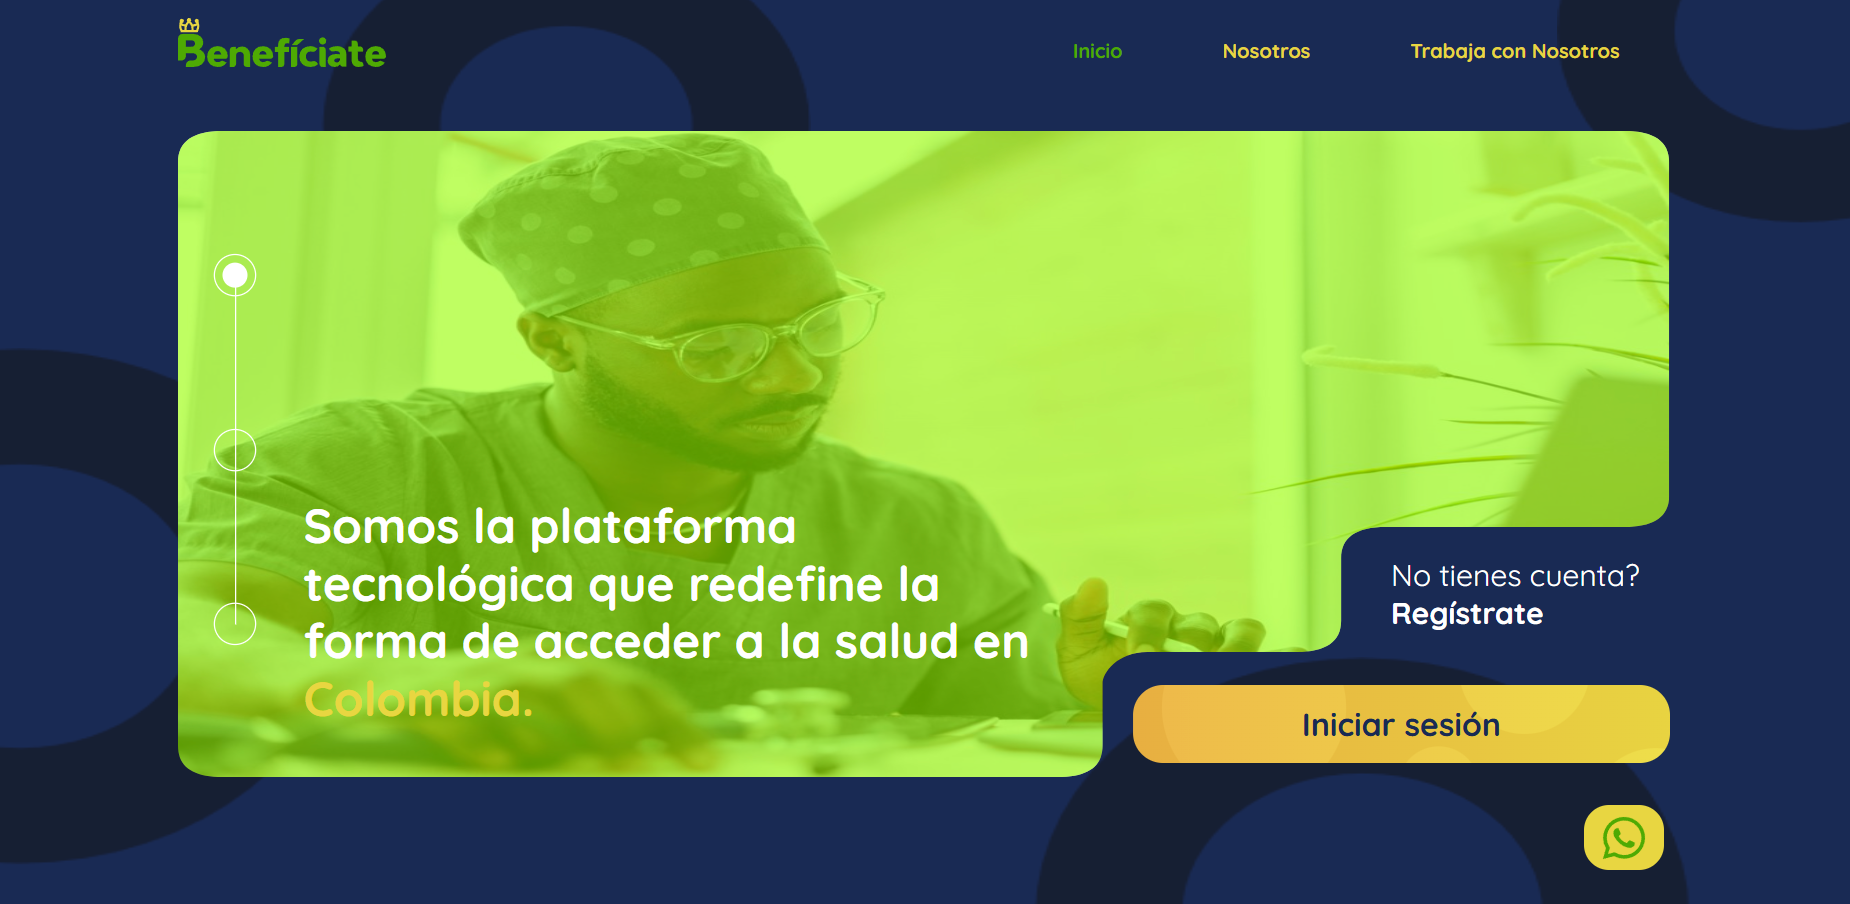 Benefíciate
Inicio
Nosotros
Trabaja con Nosotros
Somos la plataforma
tecnológica que redefine la
forma de acceder a la salud en
Colombia.
No tienes cuenta?
Regístrate
Iniciar sesión